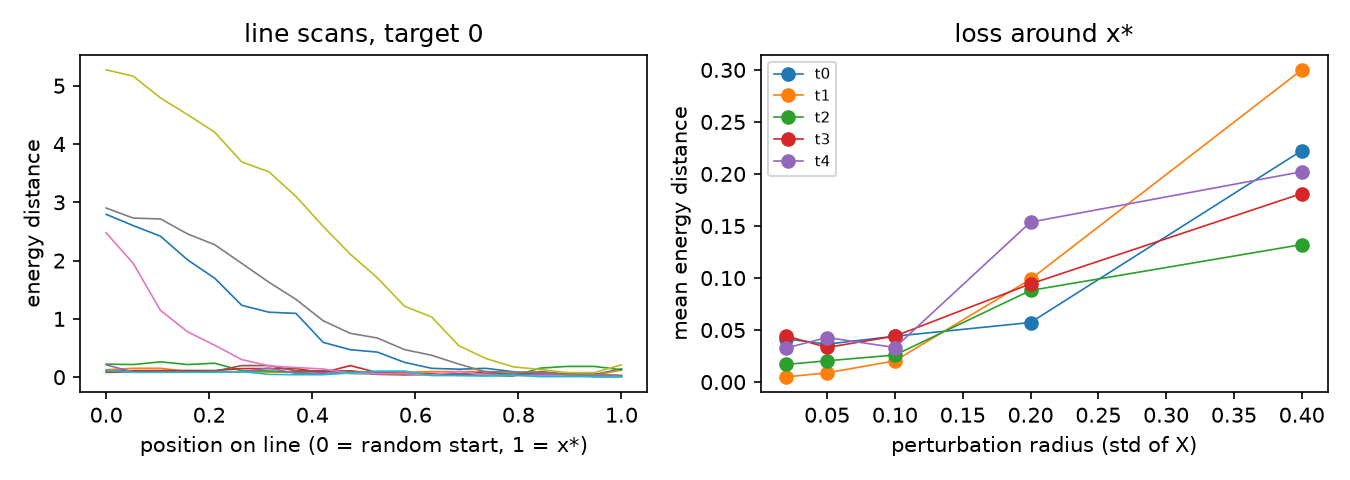 line scans, target 0
energy distance
5
4
3
2
1
0
0.0 0.2 0.4 0.6 0.8 1.0
position on line (0 = random start, 1 = x*)
loss around x*
mean energy distance
0.30
0.25
0.20
0.15
0.10
0.05
0.00
t0
t1
t2
t3
t4
0.05 0.10 0.15 0.20 0.25 0.30 0.35 0.40
perturbation radius (std of X)